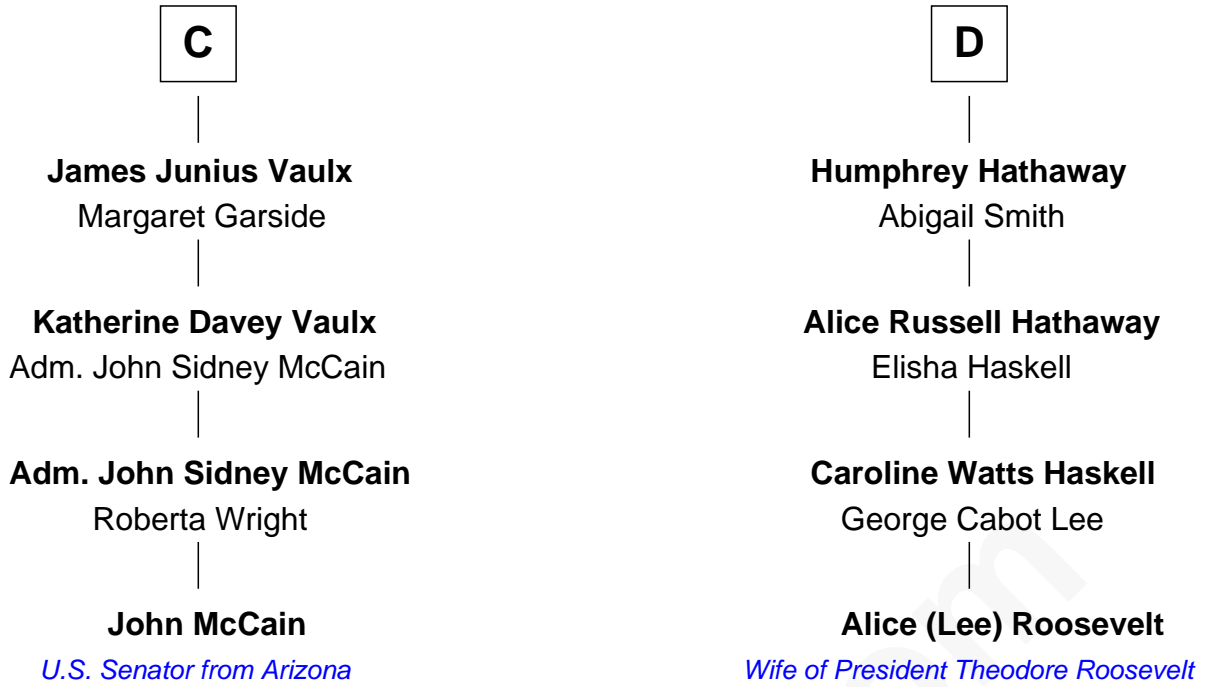 C
James Junius Vaulx
Margaret Garside
Katherine Davey Vaulx
Adm. John Sidney McCain
Adm. John Sidney McCain
Roberta Wright
John McCain
U.S. Senator from Arizona
D
Humphrey Hathaway
Abigail Smith
Alice Russell Hathaway
Elisha Haskell
Caroline Watts Haskell
George Cabot Lee
Alice (Lee) Roosevelt
Wife of President Theodore Roosevelt